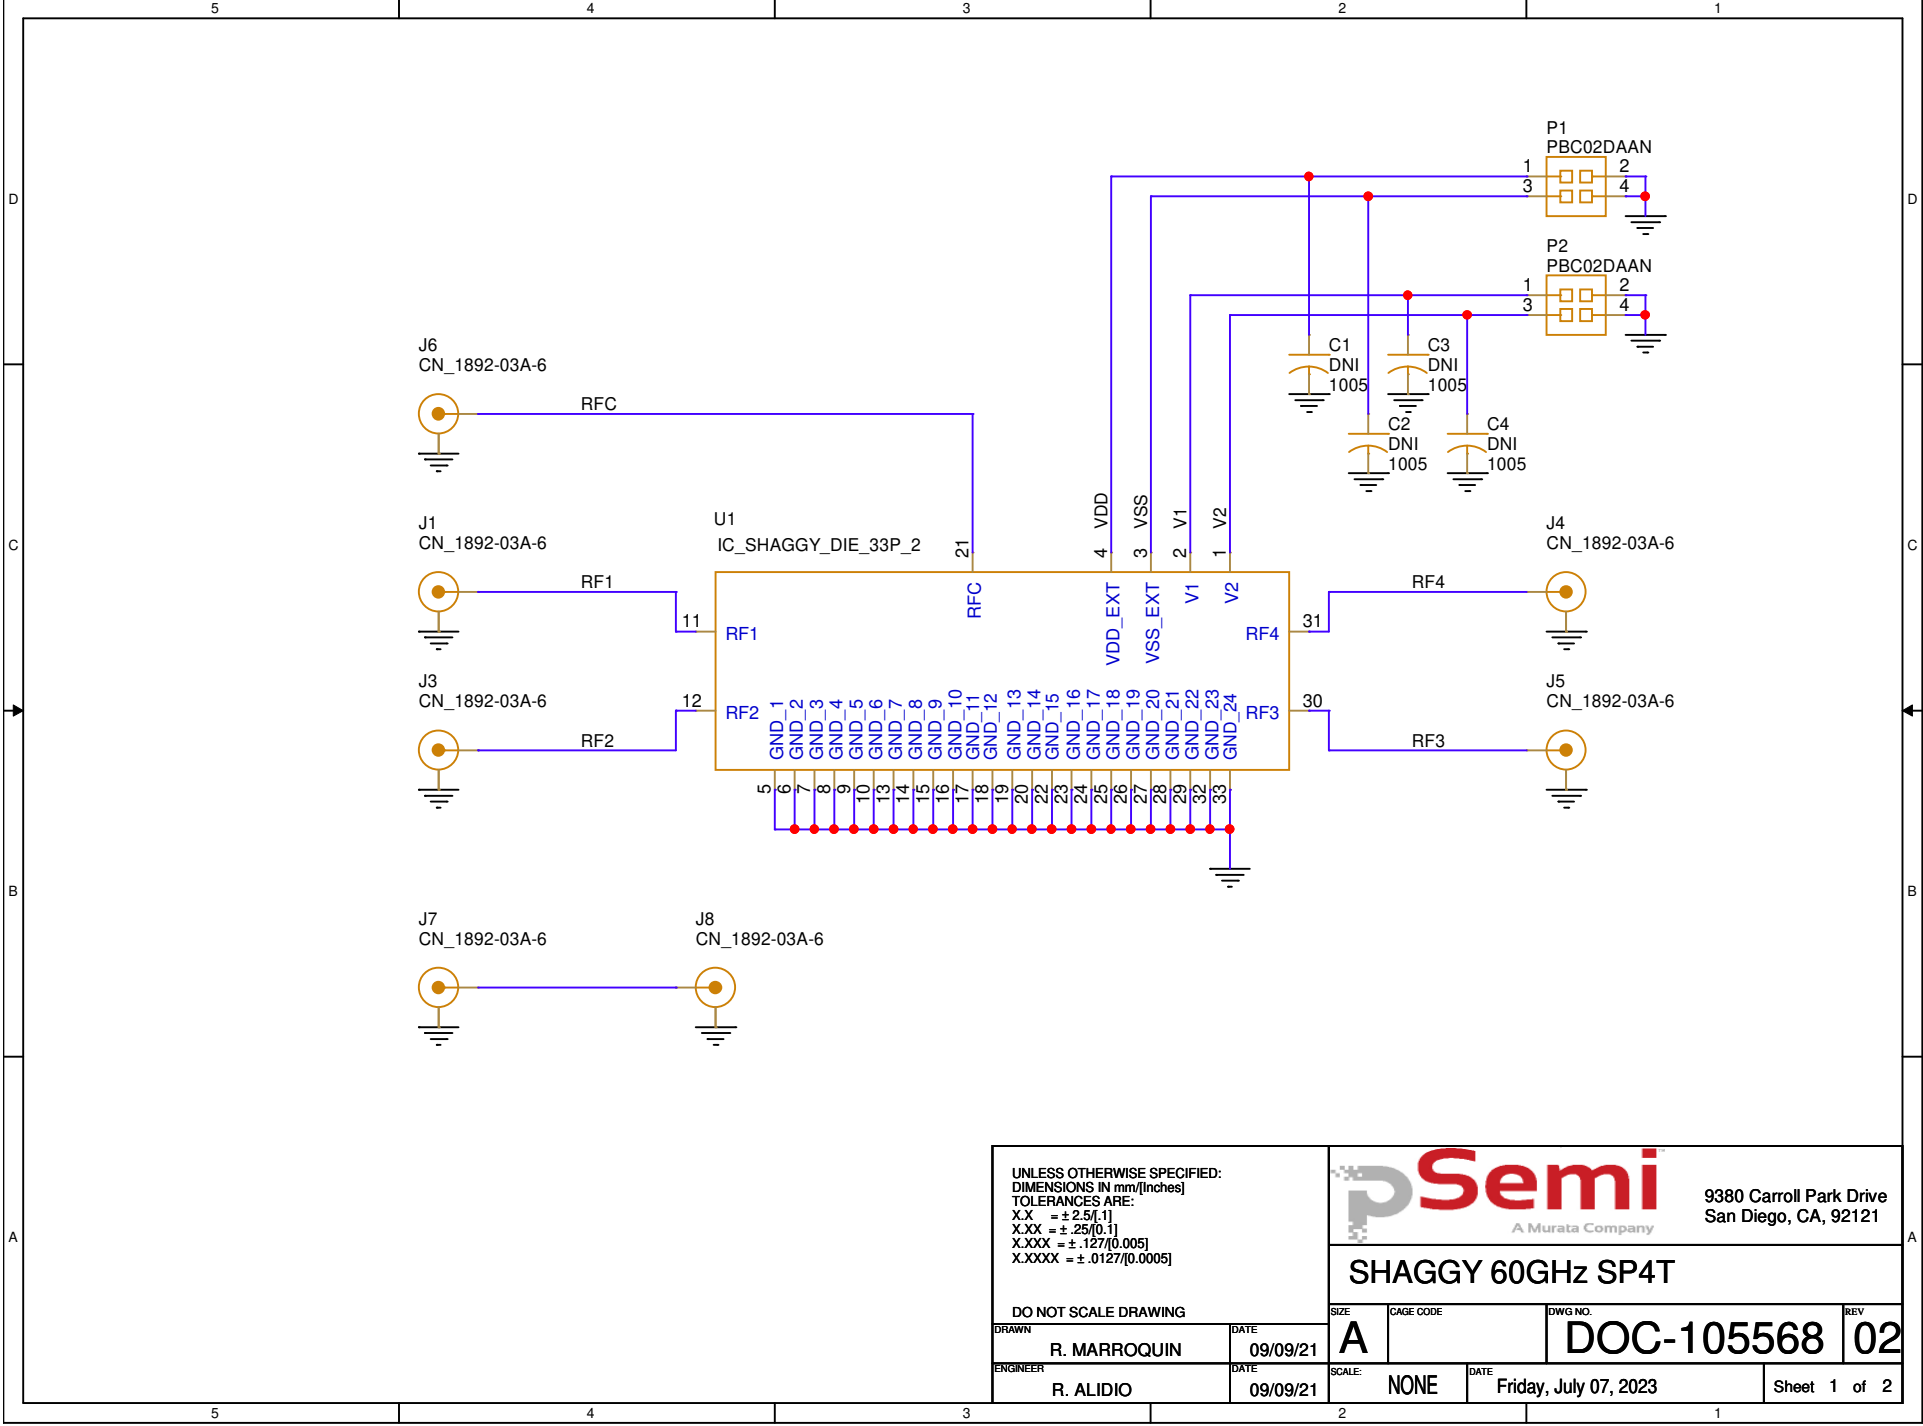 5 4 3 2 1
D D
C C
B B
A A
P1
PBC02DAAN
1 2
3 4
P2
PBC02DAAN
1 2
3 4
C1
DNI
1005
C3
DNI
1005
C2
DNI
1005
C4
DNI
1005
J6
CN_1892-03A-6
RFC
J1
CN_1892-03A-6
RF1
J3
CN_1892-03A-6
RF2
U1
IC_SHAGGY_DIE_33P_2
21
4 VDD
3 VSS
2 V1
1 V2
RFC
VDD_EXT
VSS_EXT
V1
V2
11 RF1
12 RF2
RF4 31
RF3 30
GND_1 GND_2 GND_3 GND_4 GND_5 GND_6 GND_7 GND_8 GND_9 GND_10 GND_11 GND_12 GND_13 GND_14 GND_15 GND_16 GND_17 GND_18 GND_19 GND_20 GND_21 GND_22 GND_23 GND_24
5 6 7 8 9 10 13 14 15 16 17 18 19 20 22 23 24 25 26 27 28 29 32 33
J4
CN_1892-03A-6
RF4
J5
CN_1892-03A-6
RF3
J7
CN_1892-03A-6
J8
CN_1892-03A-6
UNLESS OTHERWISE SPECIFIED:
DIMENSIONS IN mm/[Inches]
TOLERANCES ARE:
X.X = ± 2.5/[.1]
X.XX = ± .25/[0.1]
X.XXX = ± .127/[0.005]
X.XXXX = ± .0127/[0.0005]
DO NOT SCALE DRAWING
DRAWN
R. MARROQUIN
DATE
09/09/21
ENGINEER
R. ALIDIO
DATE
09/09/21
pSemi™
A Murata Company
9380 Carroll Park Drive
San Diego, CA, 92121
SHAGGY 60GHz SP4T
SIZE
A
CAGE CODE
DWG NO.
DOC-105568
REV
02
SCALE:
NONE
DATE
Friday, July 07, 2023
Sheet 1 of 2
5 4 3 2 1